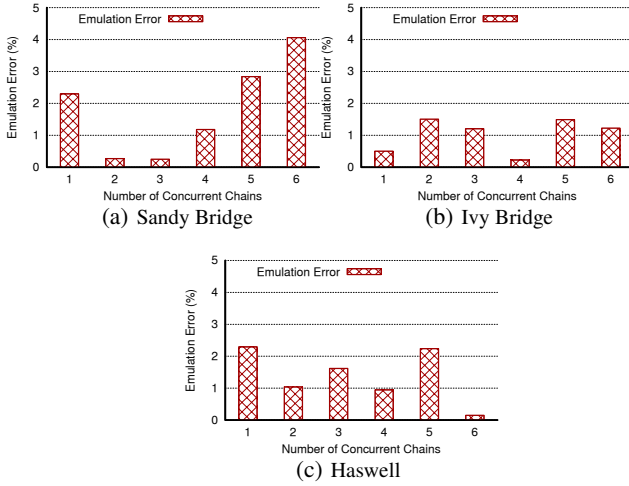 Emulation Error (%)
5
4
3
2
1
0
Emulation Error
1 2 3 4 5 6
Number of Concurrent Chains
(a) Sandy Bridge
Emulation Error (%)
5
4
3
2
1
0
Emulation Error
1 2 3 4 5 6
Number of Concurrent Chains
(b) Ivy Bridge
Emulation Error (%)
5
4
3
2
1
0
Emulation Error
1 2 3 4 5 6
Number of Concurrent Chains
(c) Haswell